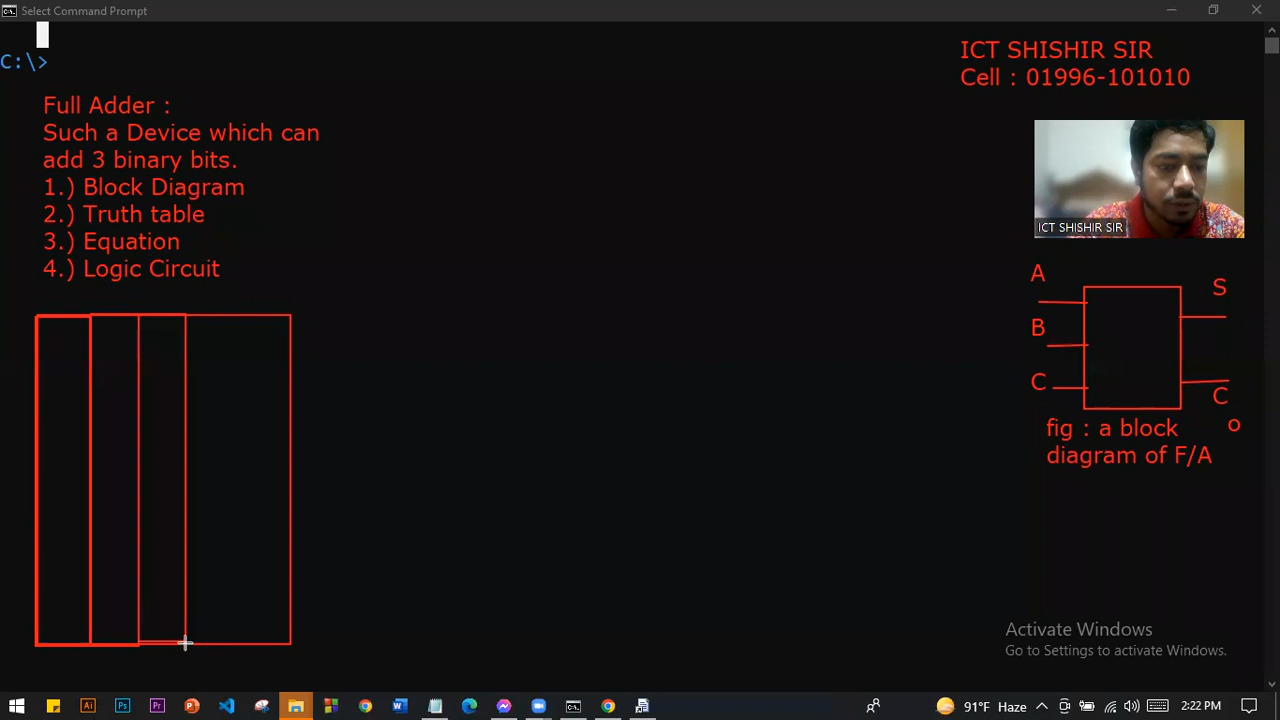 Select Command Prompt
C:\>
ICT SHISHIR SIR
Cell : 01996-101010
Full Adder :
Such a Device which can
add 3 binary bits.
1.) Block Diagram
2.) Truth table
3.) Equation
4.) Logic Circuit
ICT SHISHIR SIR
A
S
B
C
C
o
fig : a block
diagram of F/A
Activate Windows
Go to Settings to activate Windows.
91°F Haze
2:22 PM